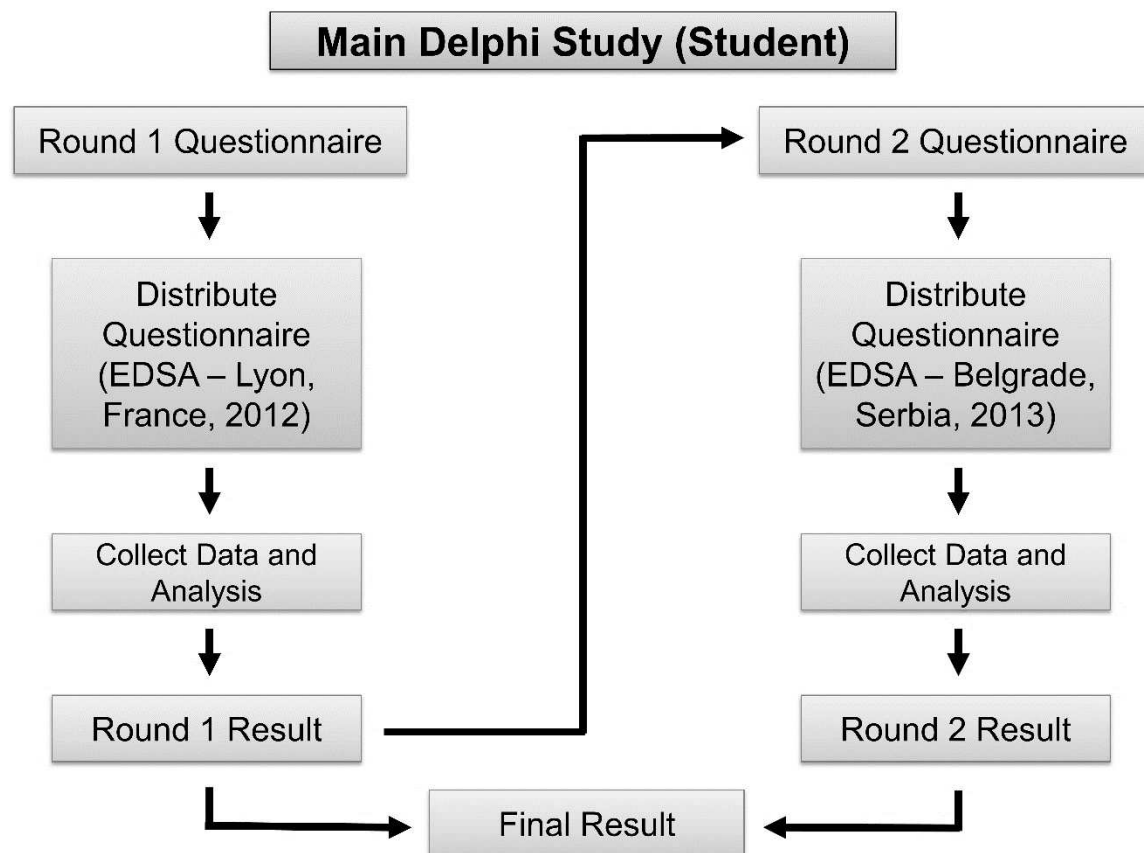 Main Delphi Study (Student)
Round 1 Questionnaire
Distribute
Questionnaire
(EDSA – Lyon,
France, 2012)
Collect Data and
Analysis
Round 1 Result
Round 2 Questionnaire
Distribute
Questionnaire
(EDSA – Belgrade,
Serbia, 2013)
Collect Data and
Analysis
Round 2 Result
Final Result